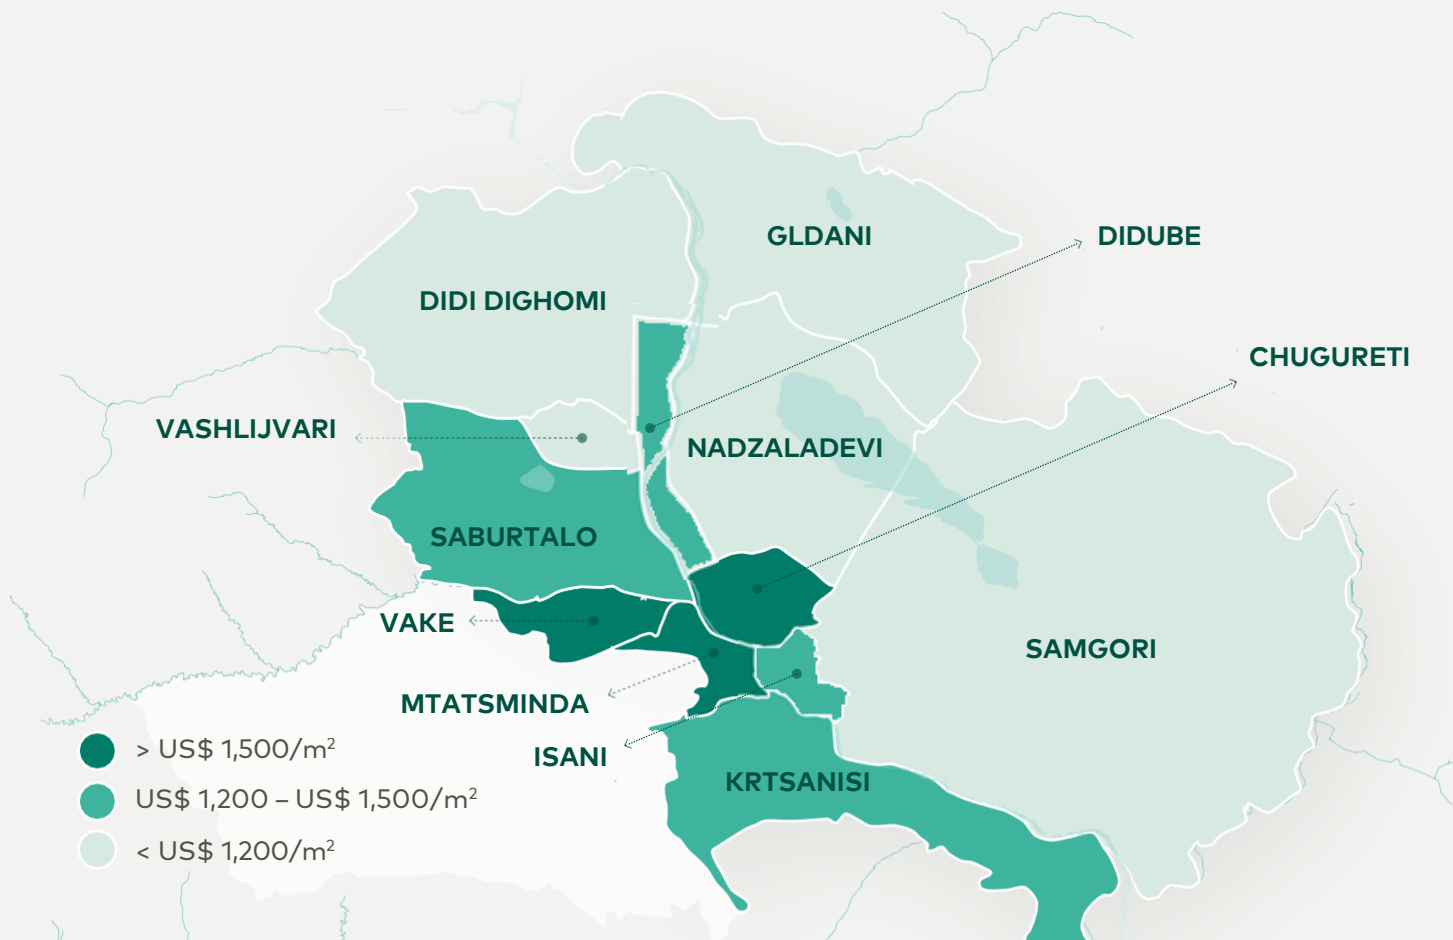 GLDANI
DIDUBE
DIDI DIGHOMI
CHUGURETI
VASHLIJVARI
NADZALADEVI
SABURTALO
VAKE
SAMGORI
MTATSMINDA
ISANI
KRTSANISI
> US$ 1,500/m²
US$ 1,200 – US$ 1,500/m²
< US$ 1,200/m²